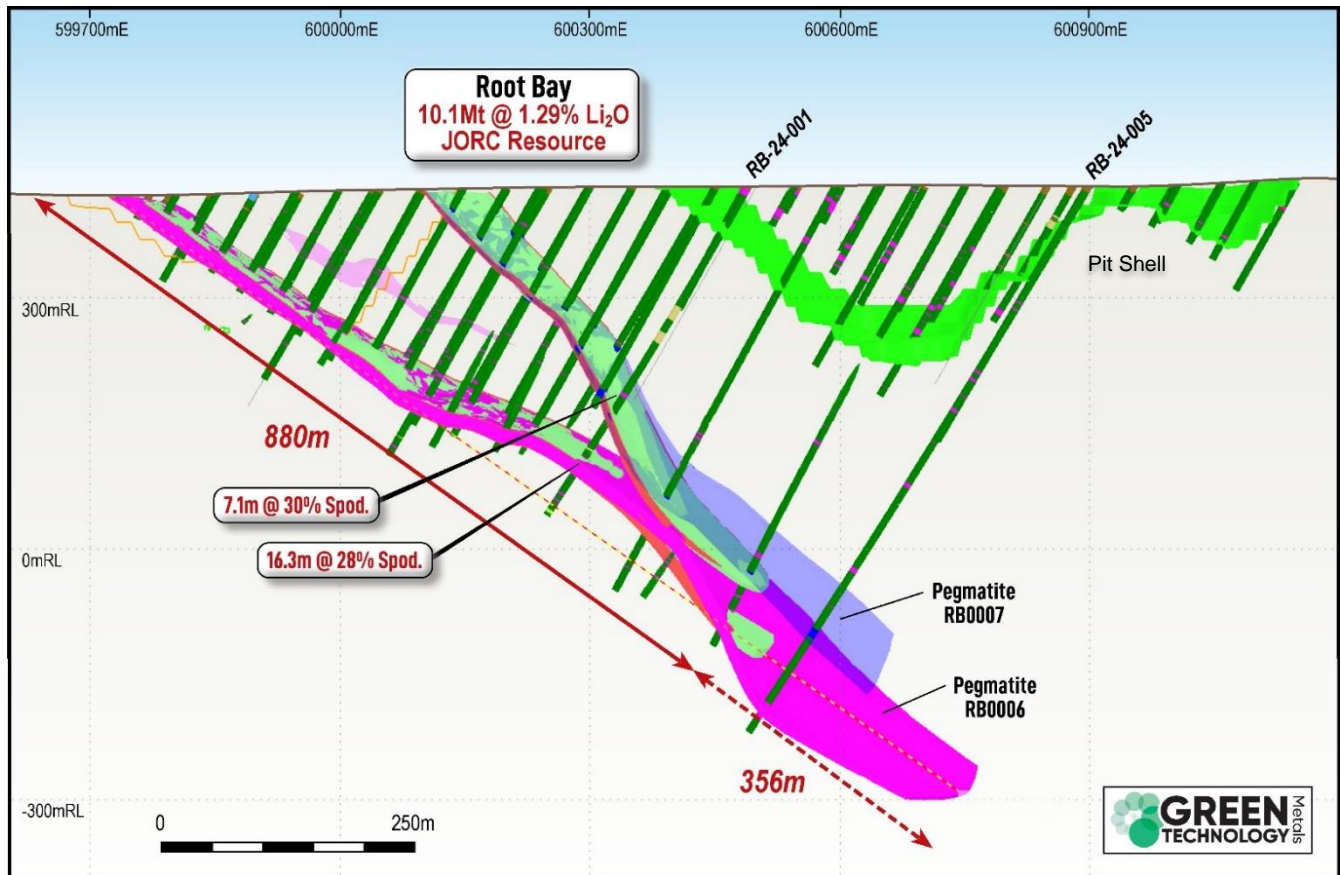 599700mE
600000mE
600300mE
600600mE
600900mE
Root Bay
10.1Mt @ 1.29% Li₂O
JORC Resource
RB-24-001
RB-24-005
Pit Shell
300mRL
880m
7.1m @ 30% Spod.
16.3m @ 28% Spod.
0mRL
Pegmatite
RB0007
Pegmatite
RB0006
356m
-300mRL
0
250m
GREEN
TECHNOLOGY
Metals